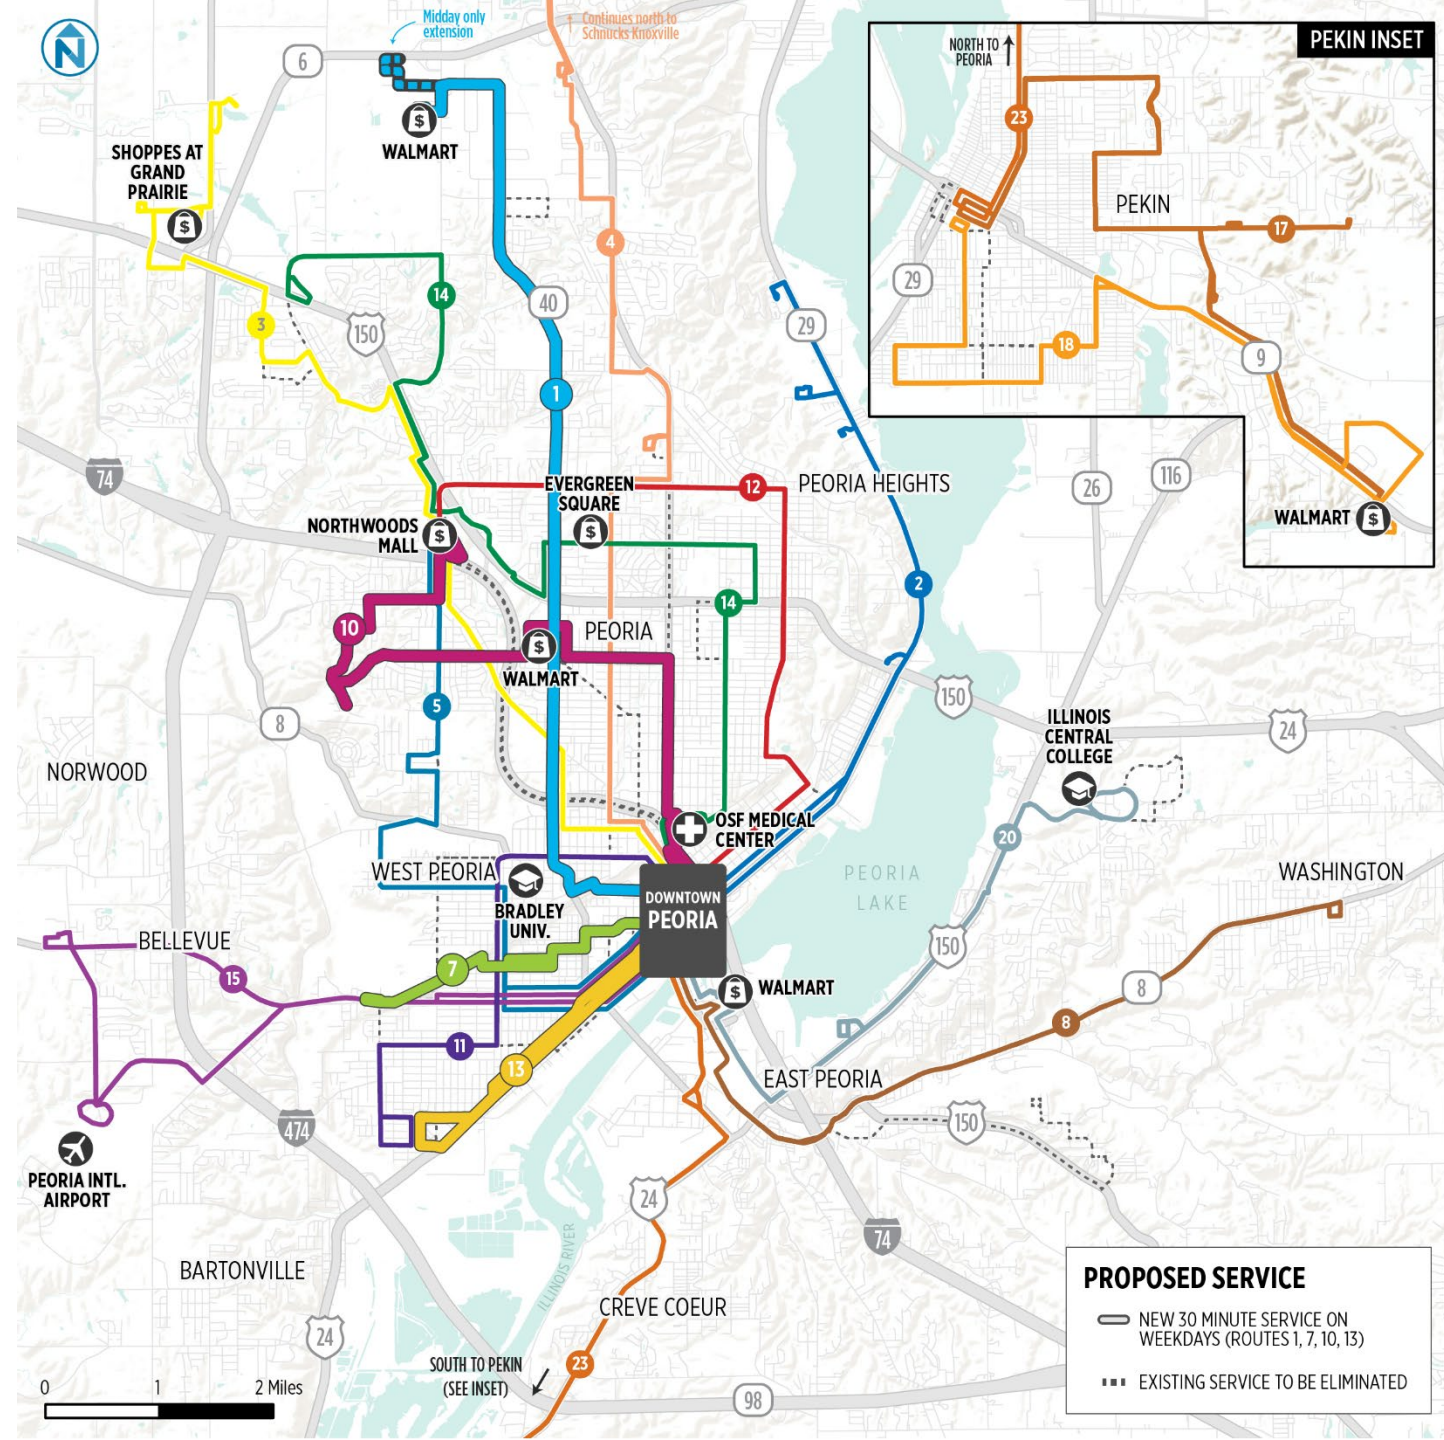 N
Midday only
extension
Continues north to
Schnucks Knoxville
6
WALMART
SHOPPES AT
GRAND
PRAIRIE
4
14
3
150
40
29
1
74
EVERGREEN
SQUARE
12
PEORIA HEIGHTS
NORTHWOODS
MALL
2
14
10
PEORIA
WALMART
5
8
150
ILLINOIS
CENTRAL
COLLEGE
24
NORWOOD
OSF MEDICAL
CENTER
20
WEST PEORIA
PEORIA
LAKE
WASHINGTON
BRADLEY
UNIV.
DOWNTOWN
PEORIA
BELLEVUE
150
15
7
WALMART
8
8
11
13
EAST PEORIA
474
150
PEORIA INTL.
AIRPORT
24
74
ILLINOIS RIVER
BARTONVILLE
CREVE COEUR
24
SOUTH TO PEKIN
(SEE INSET)
23
98
0 1 2 Miles
PEKIN INSET
NORTH TO
PEORIA
23
PEKIN
17
29
18
9
116
26
WALMART
PROPOSED SERVICE
NEW 30 MINUTE SERVICE ON
WEEKDAYS (ROUTES 1, 7, 10, 13)
EXISTING SERVICE TO BE ELIMINATED